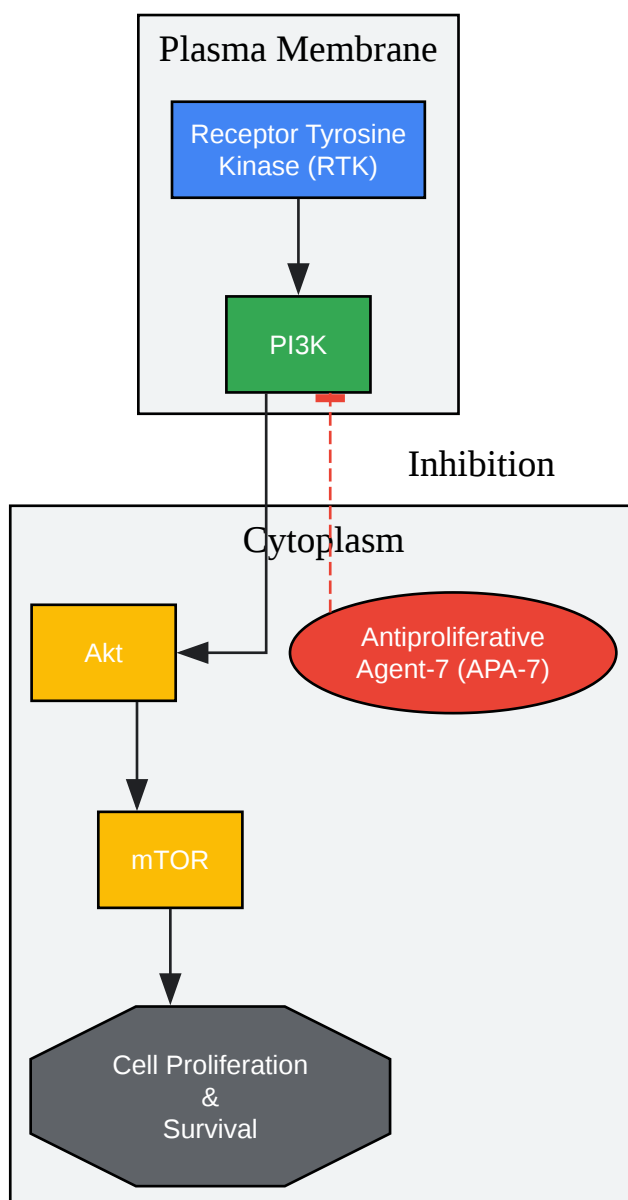 Plasma Membrane
Receptor Tyrosine
Kinase (RTK)
PI3K
Inhibition
Cytoplasm
Akt
Antiproliferative
Agent-7 (APA-7)
mTOR
Cell Proliferation
&
Survival